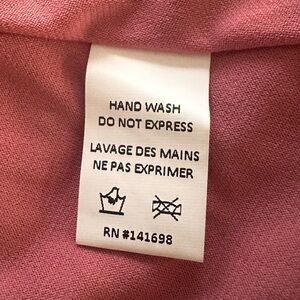 HAND WASH
DO NOT EXPRESS
LAVAGE DES MAINS
NE PAS EXPRIMER
RN #141698